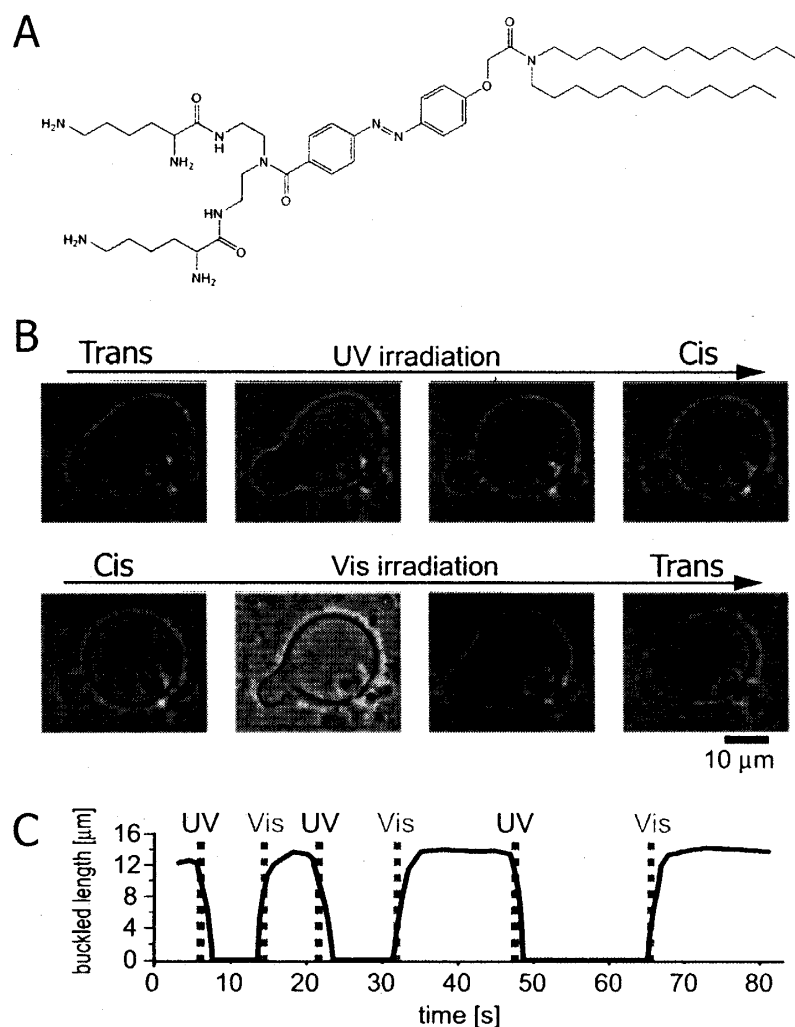 A
O
N
O
O
N
N
H₂N
O
N
H
NH₂
N
O
HN
H₂N
O
NH₂
B
Trans UV irradiation Cis
Cis Vis irradiation Trans
10 μm
C
UV Vis UV Vis UV Vis
buckled length [μm]
16
12
8
4
0
0 10 20 30 40 50 60 70 80
time [s]